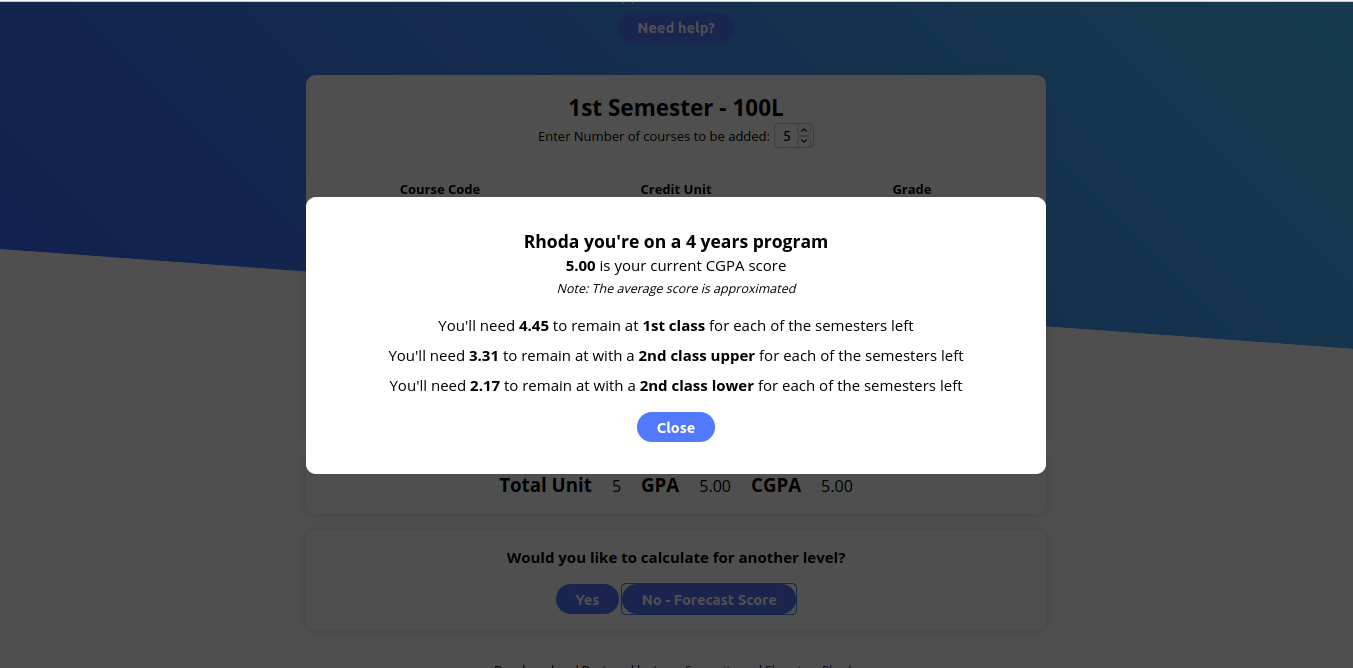 Need help?
1st Semester - 100L
Enter Number of courses to be added: 5
Course Code Credit Unit Grade
Rhoda you're on a 4 years program
5.00 is your current CGPA score
Note: The average score is approximated
You'll need 4.45 to remain at 1st class for each of the semesters left
You'll need 3.31 to remain at with a 2nd class upper for each of the semesters left
You'll need 2.17 to remain at with a 2nd class lower for each of the semesters left
Close
Total Unit 5 GPA 5.00 CGPA 5.00
Would you like to calculate for another level?
Yes No - Forecast Score